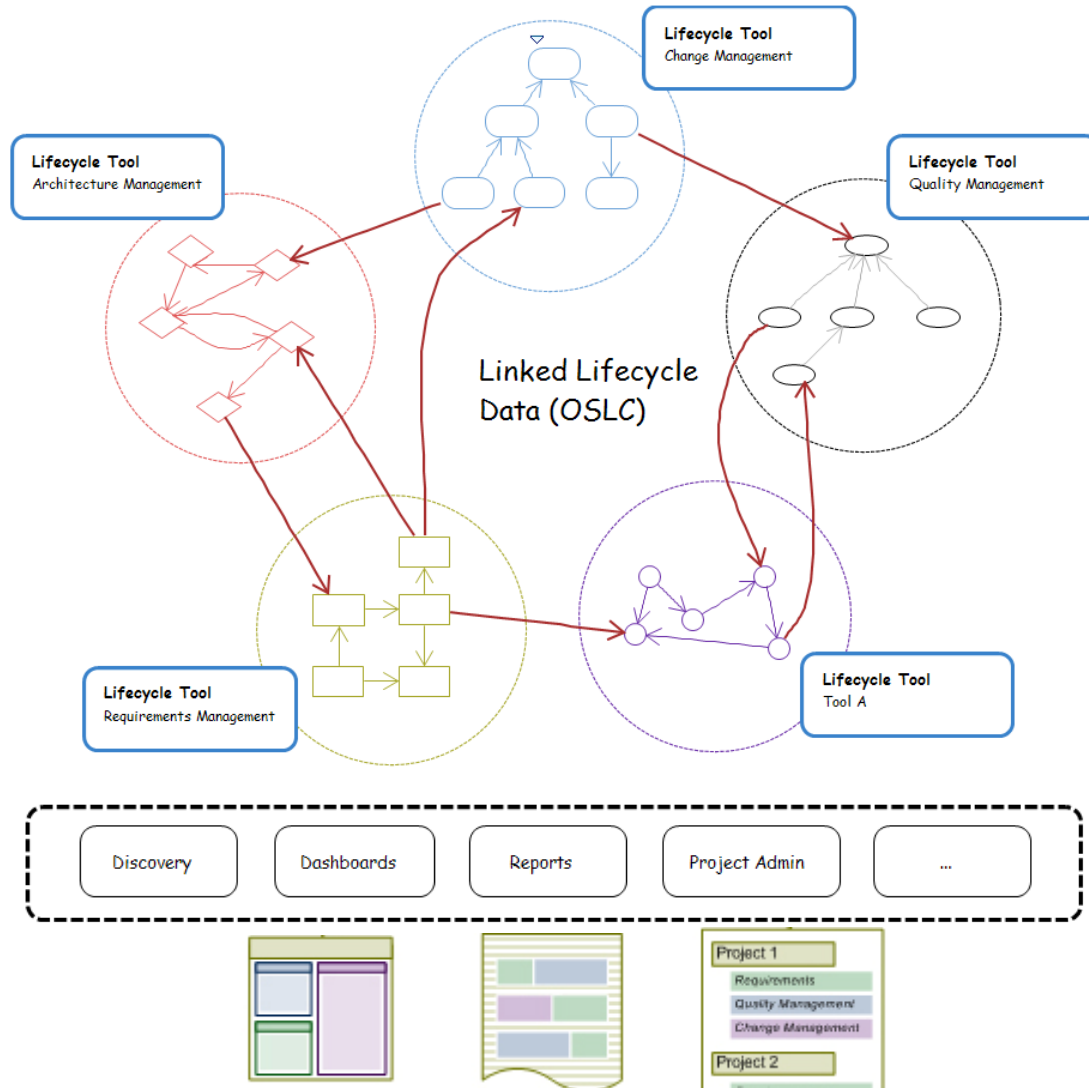 Lifecycle Tool
Change Management
Lifecycle Tool
Architecture Management
Lifecycle Tool
Quality Management
Linked Lifecycle
Data (OSLC)
Lifecycle Tool
Requirements Management
Lifecycle Tool
Tool A
Discovery
Dashboards
Reports
Project Admin
...
Project 1
Requirements
Quality Management
Change Management
Project 2